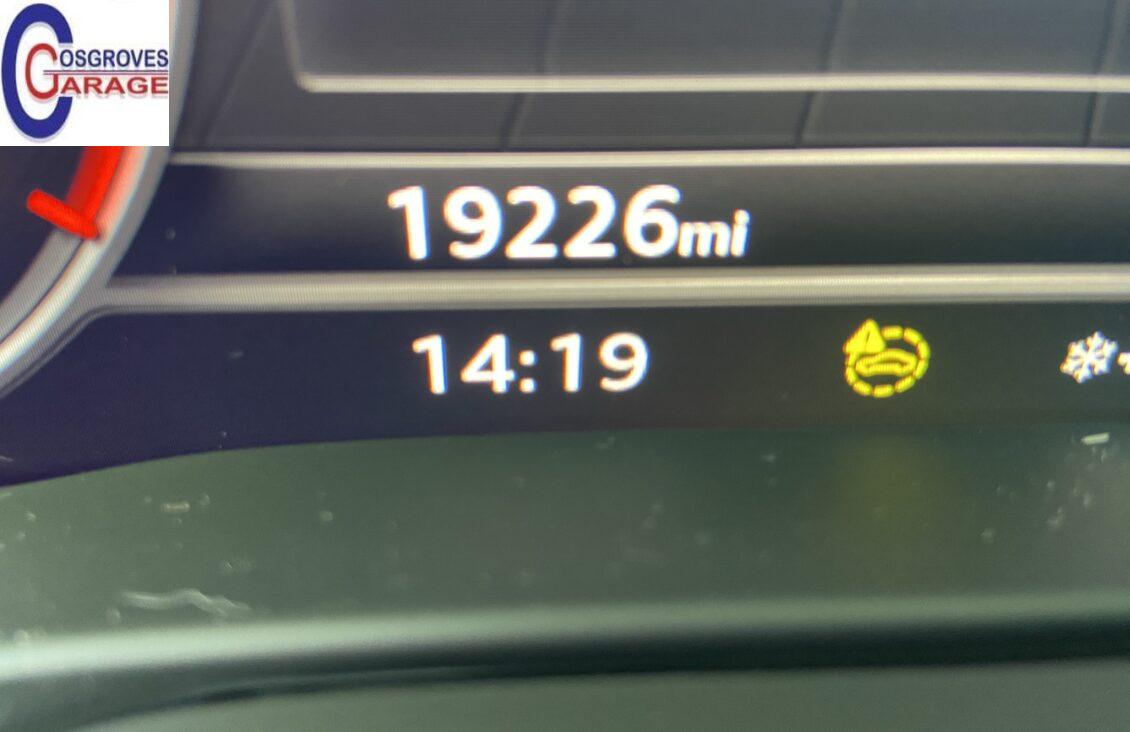 COSGROVES
GARAGE
19226mi
14:19